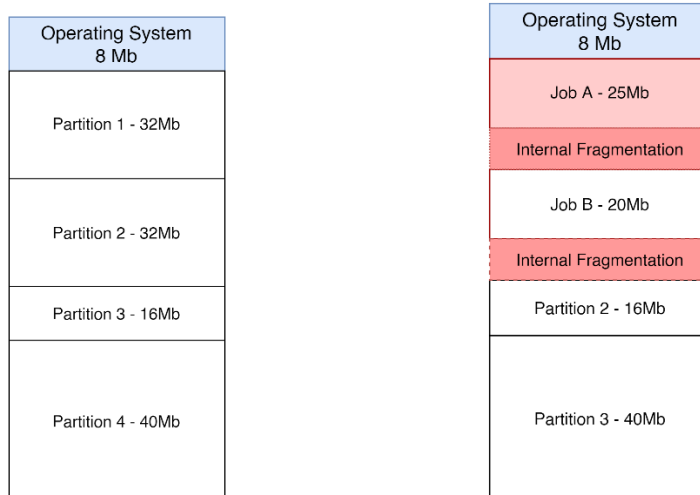 Operating System
8 Mb
Partition 1 - 32Mb
Partition 2 - 32Mb
Partition 3 - 16Mb
Partition 4 - 40Mb
Operating System
8 Mb
Job A - 25Mb
Internal Fragmentation
Job B - 20Mb
Internal Fragmentation
Partition 2 - 16Mb
Partition 3 - 40Mb